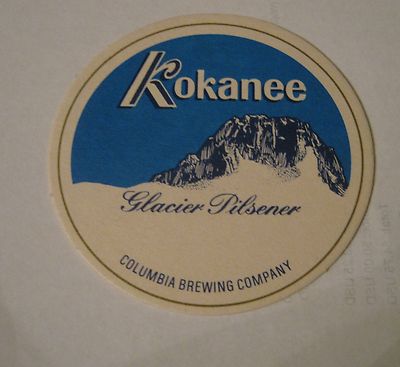 Kokanee
Glacier Pilsener
COLUMBIA BREWING COMPANY